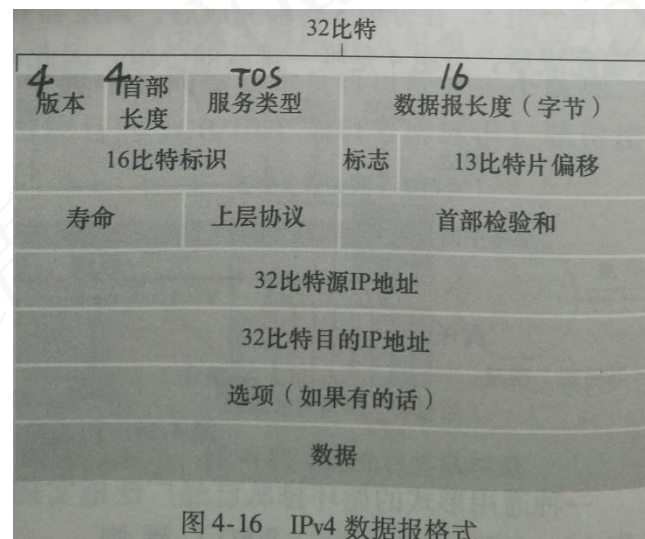 32比特
4 4 TOS 16
版本 首部长度 服务类型 数据报长度（字节）
16比特标识 标志 13比特片偏移
寿命 上层协议 首部检验和
32比特源IP地址
32比特目的IP地址
选项（如果有的话）
数据
图4-16 IPv4数据报格式